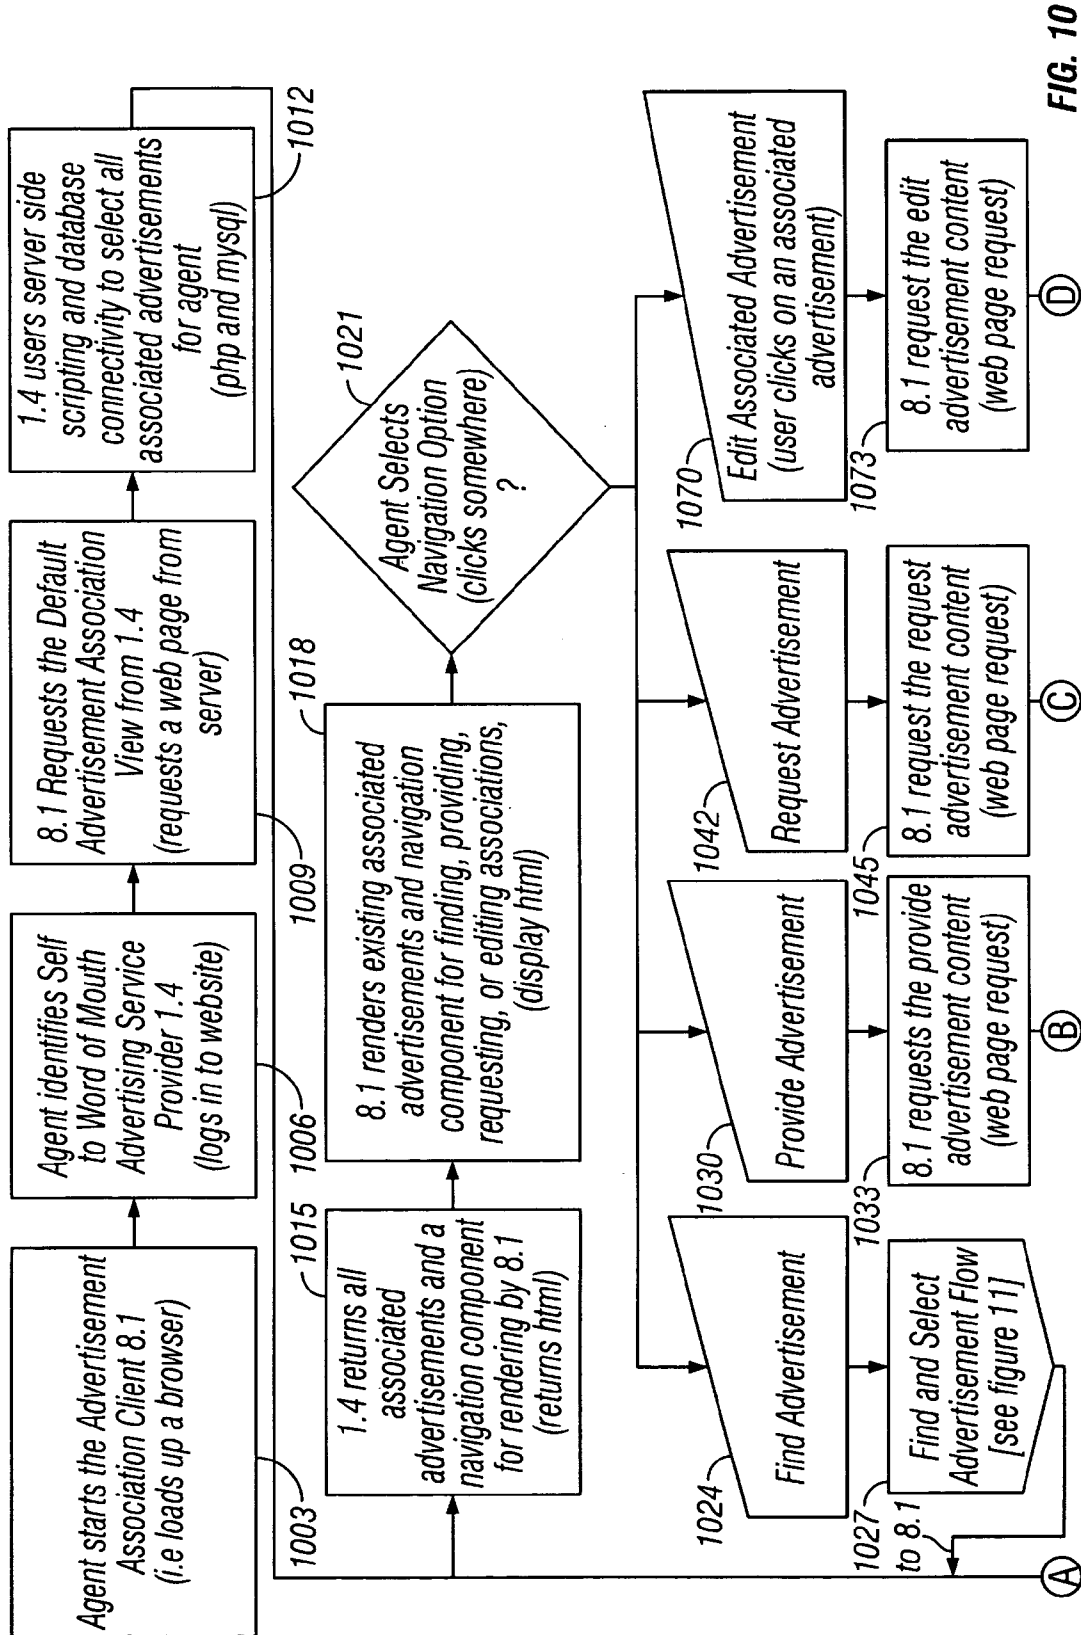 Agent starts the Advertisement
Association Client 8.1
(i.e loads up a browser)
1003
Agent identifies Self
to Word of Mouth
Advertising Service
Provider 1.4
(logs in to website)
1006
8.1 Requests the Default
Advertisement Association
View from 1.4
(requests a web page from
server)
1009
1.4 users server side
scripting and database
connectivity to select all
associated advertisements
for agent
(php and mysql)
1012
1015
1.4 returns all
associated
advertisements and a
navigation component
for rendering by 8.1
(returns html)
1018
8.1 renders existing associated
advertisements and navigation
component for finding, providing,
requesting, or editing associations,
(display html)
1021
Agent Selects
Navigation Option
(clicks somewhere)
?
1024
Find Advertisement
1030
Provide Advertisement
1042
Request Advertisement
1070
Edit Associated Advertisement
(user clicks on an associated
advertisement)
1027
Find and Select
Advertisement Flow
[see figure 11]
to 8.1
1033
8.1 requests the provide
advertisement content
(web page request)
1045
8.1 request the request
advertisement content
(web page request)
1073
8.1 request the edit
advertisement content
(web page request)
A
B
C
D
FIG. 10